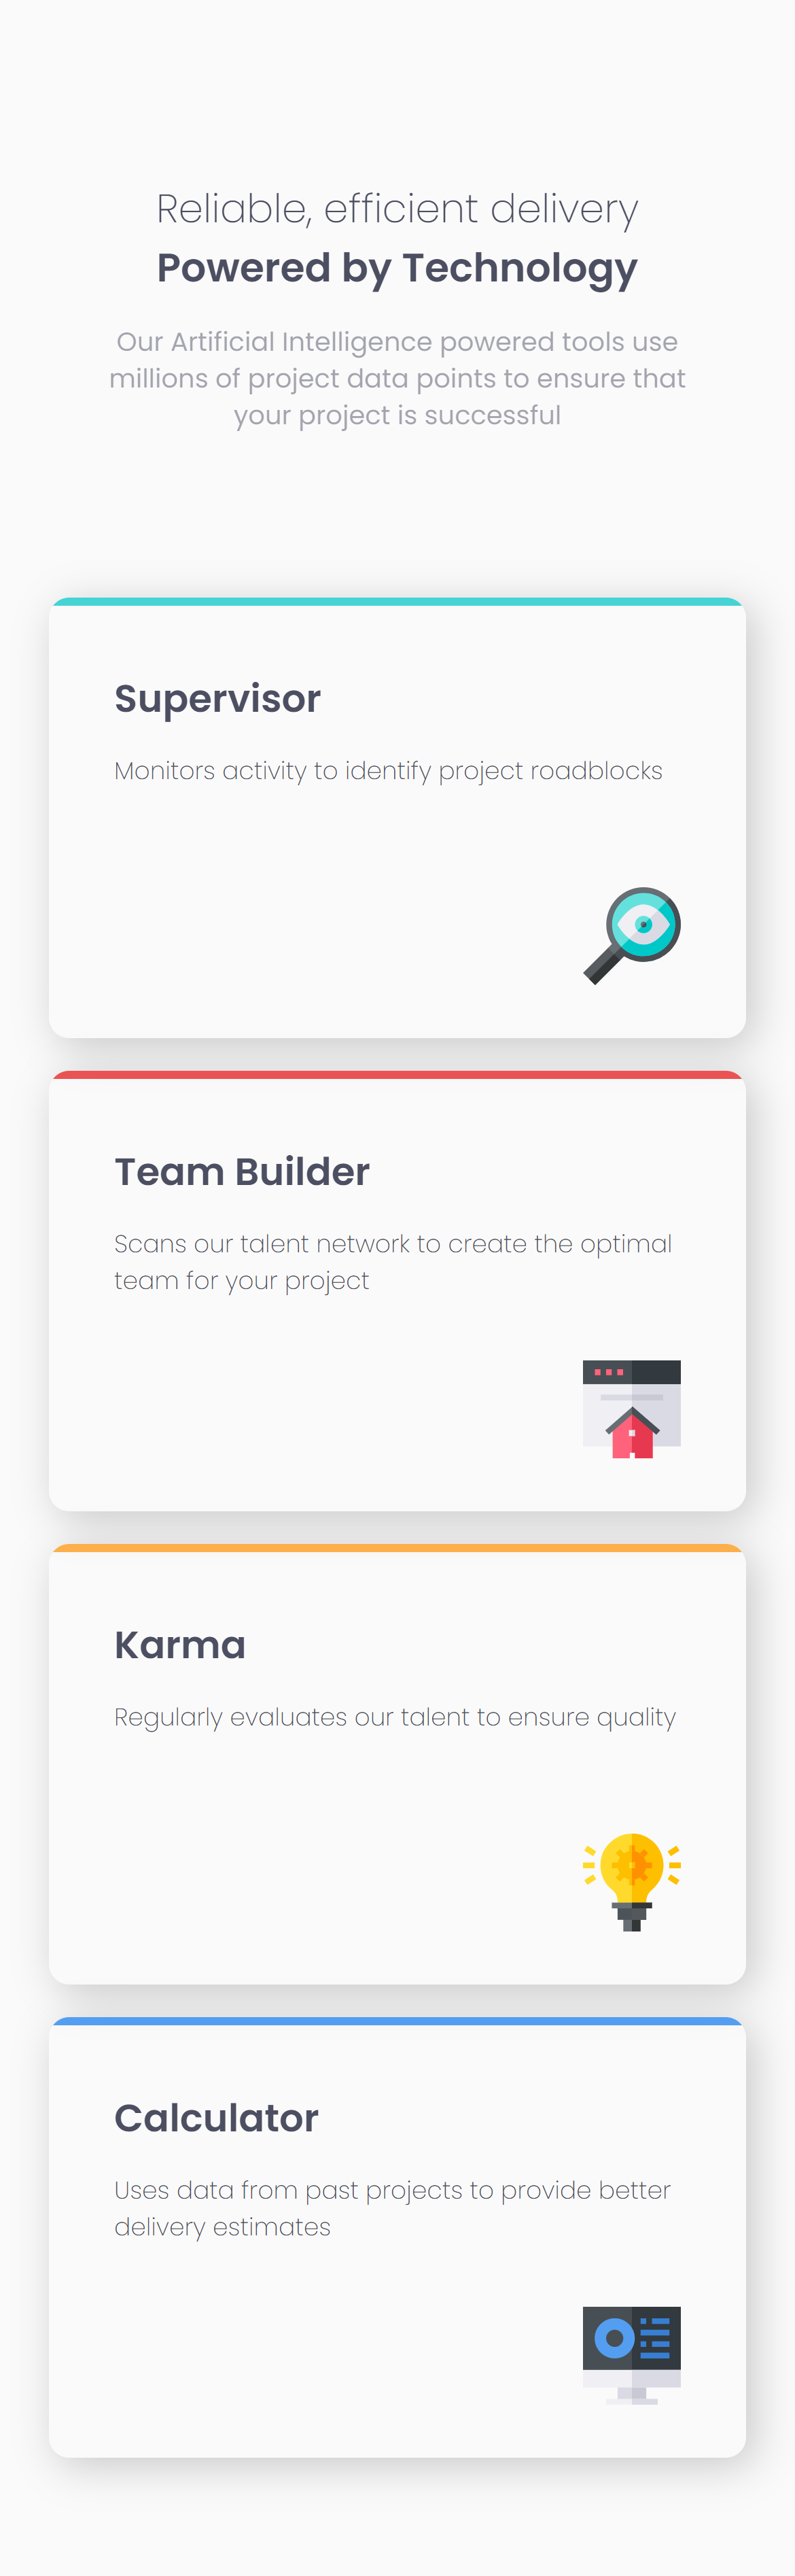 Reliable, efficient delivery
Powered by Technology
Our Artificial Intelligence powered tools use
millions of project data points to ensure that
your project is successful
Supervisor
Monitors activity to identify project roadblocks
Team Builder
Scans our talent network to create the optimal
team for your project
Karma
Regularly evaluates our talent to ensure quality
Calculator
Uses data from past projects to provide better
delivery estimates